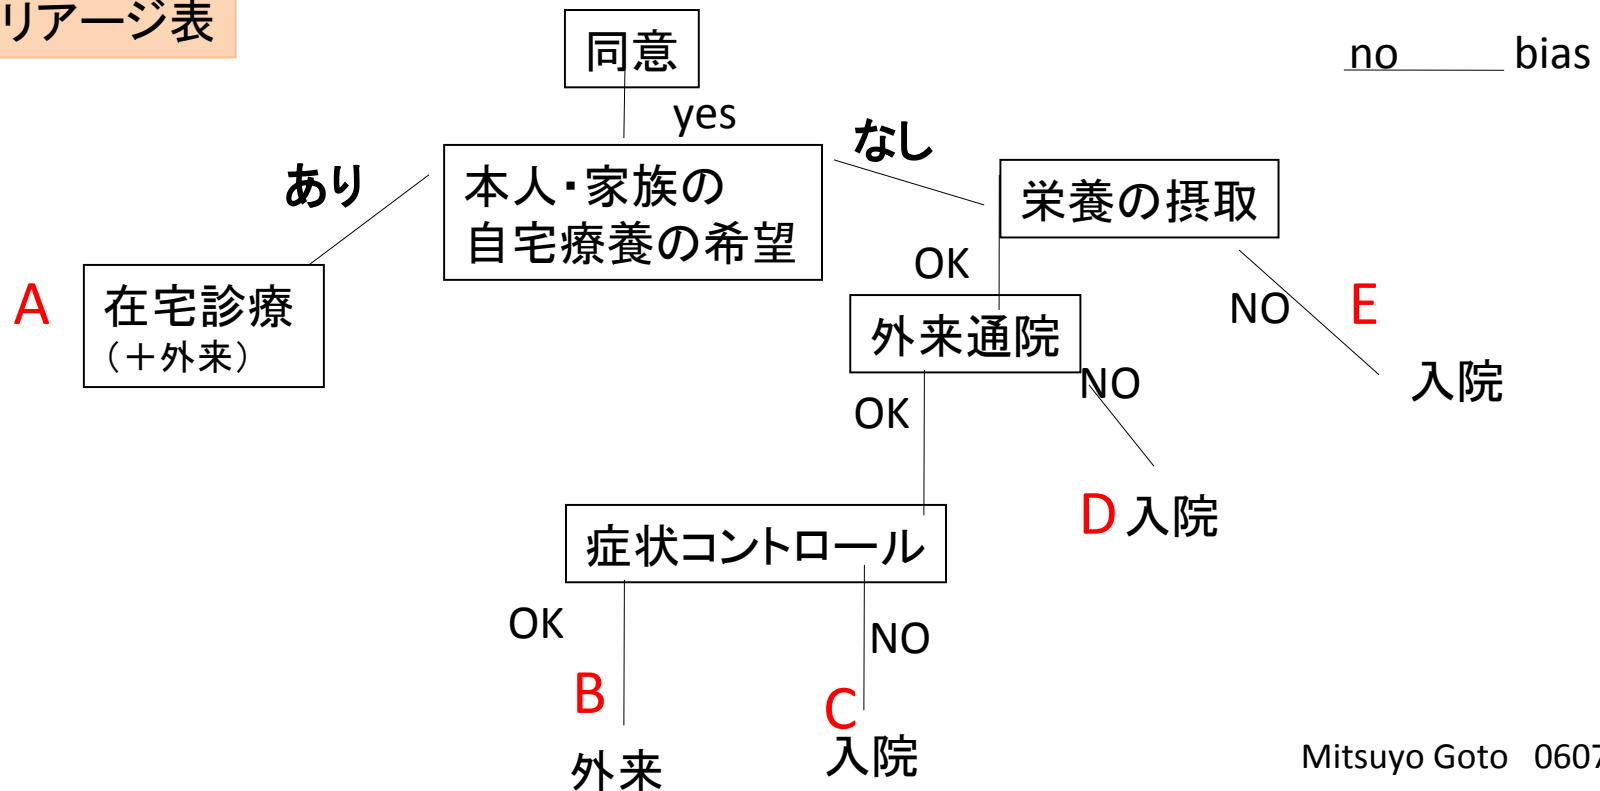 リアージ表
同意
no bias
yes
なし
あり
本人・家族の
自宅療養の希望
栄養の摂取
OK
NO
E
A
在宅診療
（＋外来）
外来通院
入院
OK
NO
D 入院
症状コントロール
OK
NO
B
C
外来
入院
Mitsuyo Goto 0607